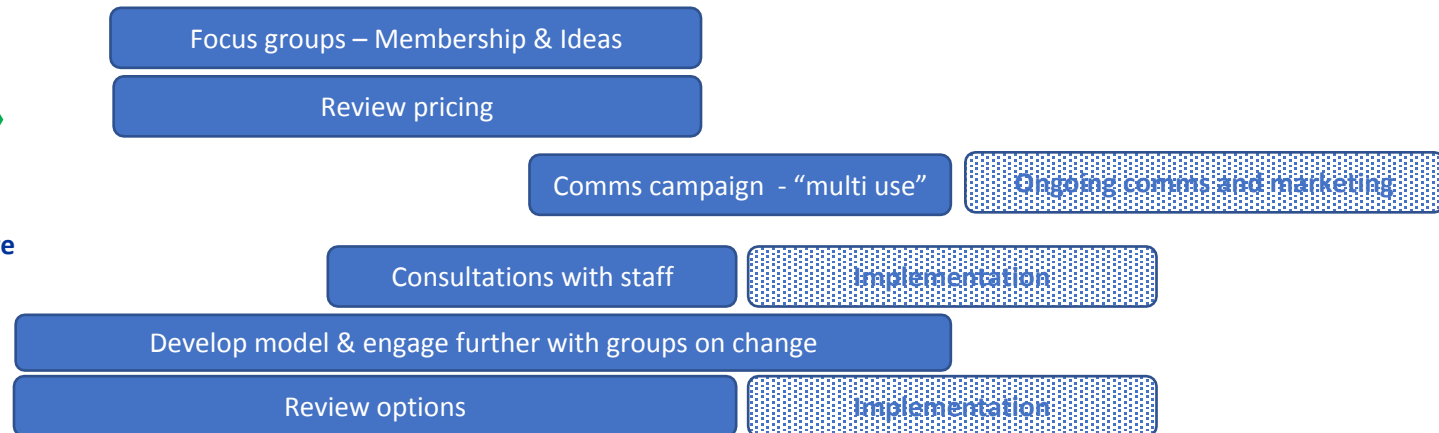 Focus groups – Membership & Ideas
Review pricing
Comms campaign - “multi use”
Ongoing comms and marketing
Consultations with staff
Implementation
Develop model & engage further with groups on change
Review options
Implementation